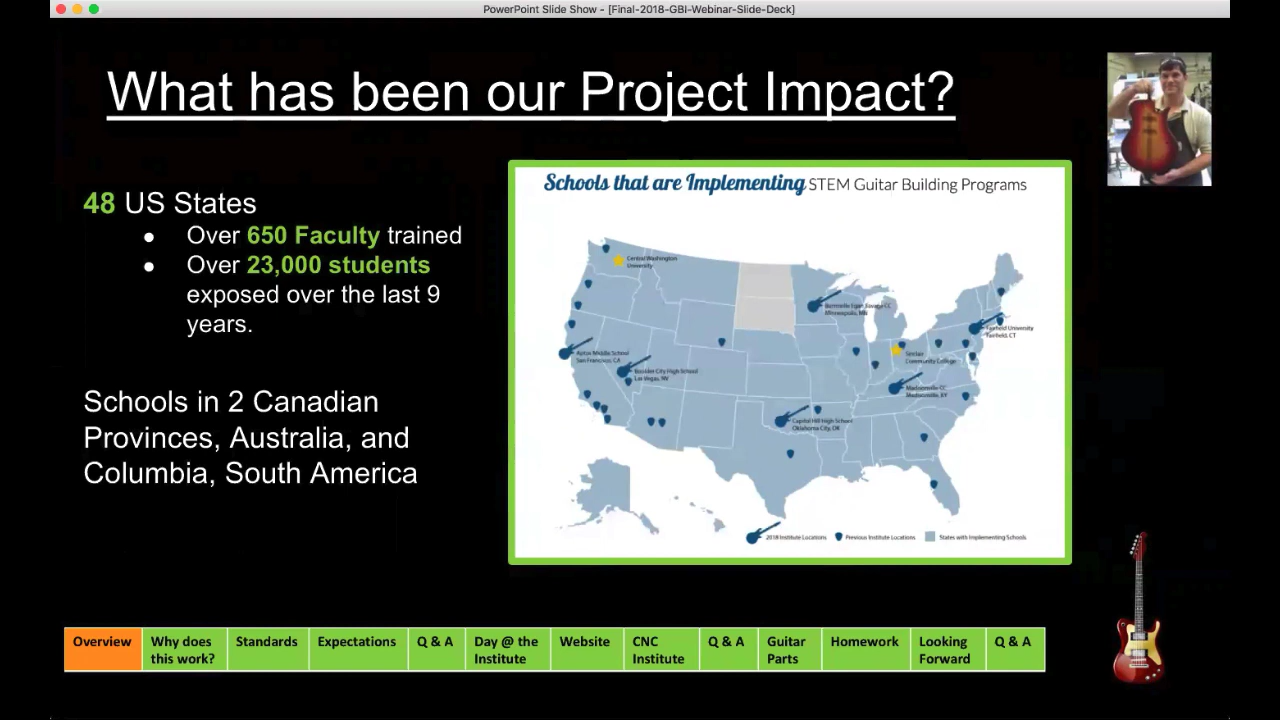 PowerPoint Slide Show - [Final-2018-GBI-Webinar-Slide-Deck]
What has been our Project Impact?
48 US States
● Over 650 Faculty trained
● Over 23,000 students
exposed over the last 9
years.
Schools in 2 Canadian
Provinces, Australia, and
Columbia, South America
Schools that are Implementing STEM Guitar Building Programs
Central Washington
University
Minneapolis, MN
Fairfield University
Fairfield, CT
Sinclair
Community College
Aptos Middle School
San Francisco, CA
Boulder City High School
Las Vegas, NV
Madisonville CC
Madisonville, KY
Capitol Hill High School
Oklahoma City, OK
2018 Institute Locations
Previous Institute Locations
States with Implementing Schools
Overview
Why does
this work?
Standards
Expectations
Q & A
Day @ the
Institute
Website
CNC
Institute
Q & A
Guitar
Parts
Homework
Looking
Forward
Q & A